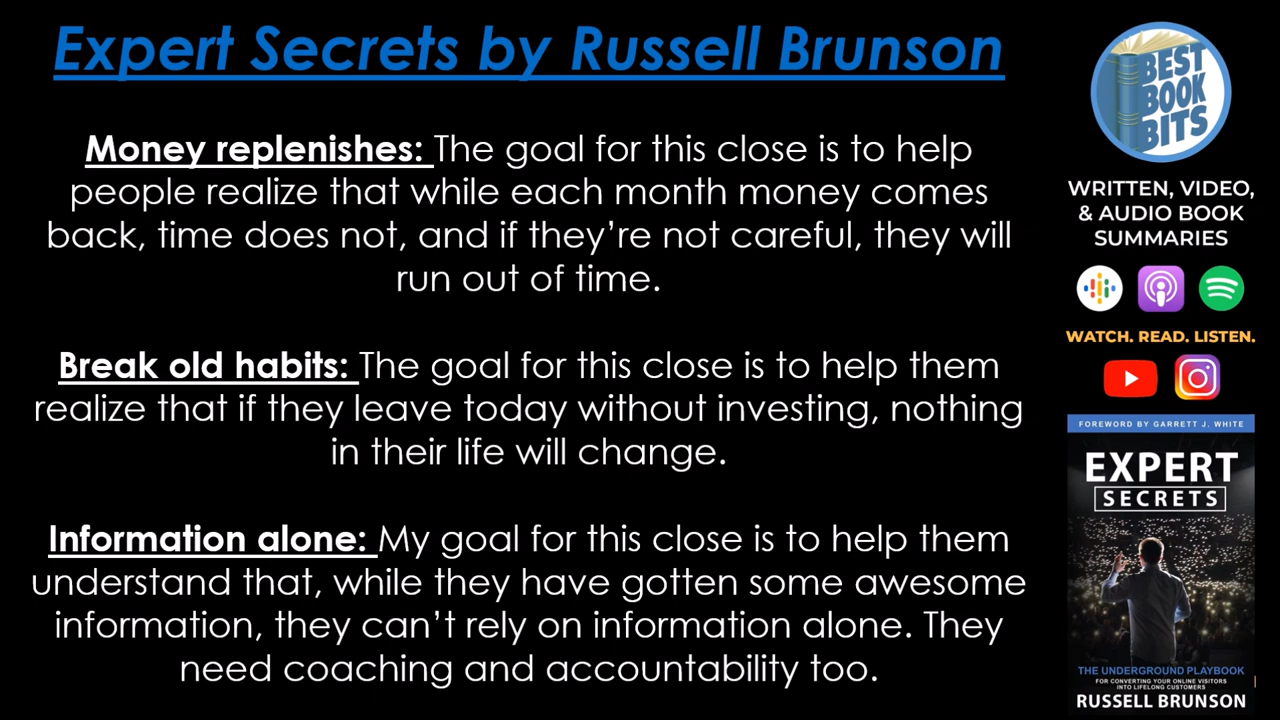 Expert Secrets by Russell Brunson
Money replenishes: The goal for this close is to help
people realize that while each month money comes
back, time does not, and if they're not careful, they will
run out of time.
Break old habits: The goal for this close is to help them
realize that if they leave today without investing, nothing
in their life will change.
Information alone: My goal for this close is to help them
understand that, while they have gotten some awesome
information, they can't rely on information alone. They
need coaching and accountability too.
BEST
BOOK
BITS
WRITTEN, VIDEO,
& AUDIO BOOK
SUMMARIES
WATCH. READ. LISTEN.
FOREWORD BY GARRETT J. WHITE
EXPERT
SECRETS
THE UNDERGROUND PLAYBOOK
FOR CONVERTING YOUR ONLINE VISITORS
INTO LIFELONG CUSTOMERS
RUSSELL BRUNSON